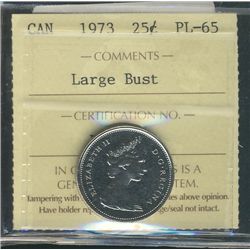 CAN 1973 25¢ PL-65
COMMENTS
Large Bust
CERTIFICATION NO.
IN
IS A
GEN
TEM.
Tampering with
es above opinion.
Have holder re
ge/seal not intact.
ELIZABETH II D·G·REGINA